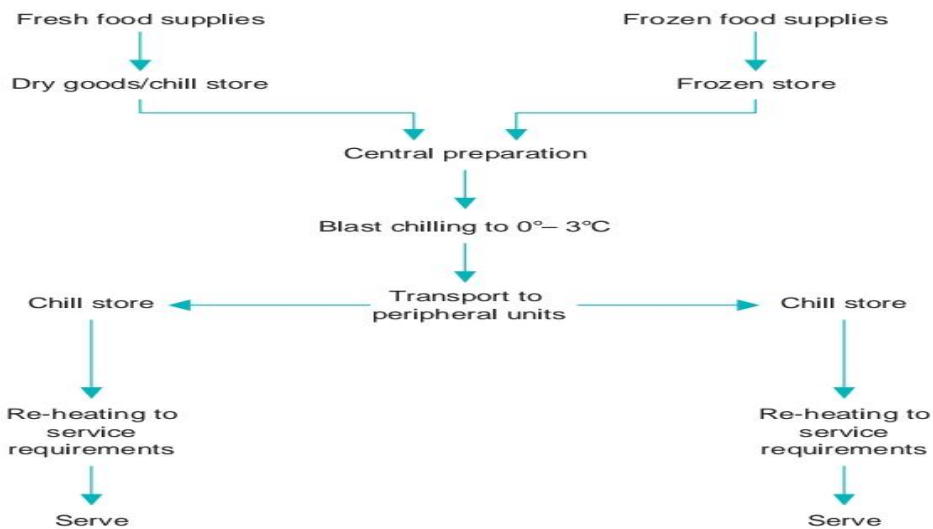 Fresh food supplies
Frozen food supplies
Dry goods/chill store
Frozen store
Central preparation
Blast chilling to 0°– 3°C
Chill store
Transport to
peripheral units
Chill store
Re-heating to
service
requirements
Re-heating to
service
requirements
Serve
Serve